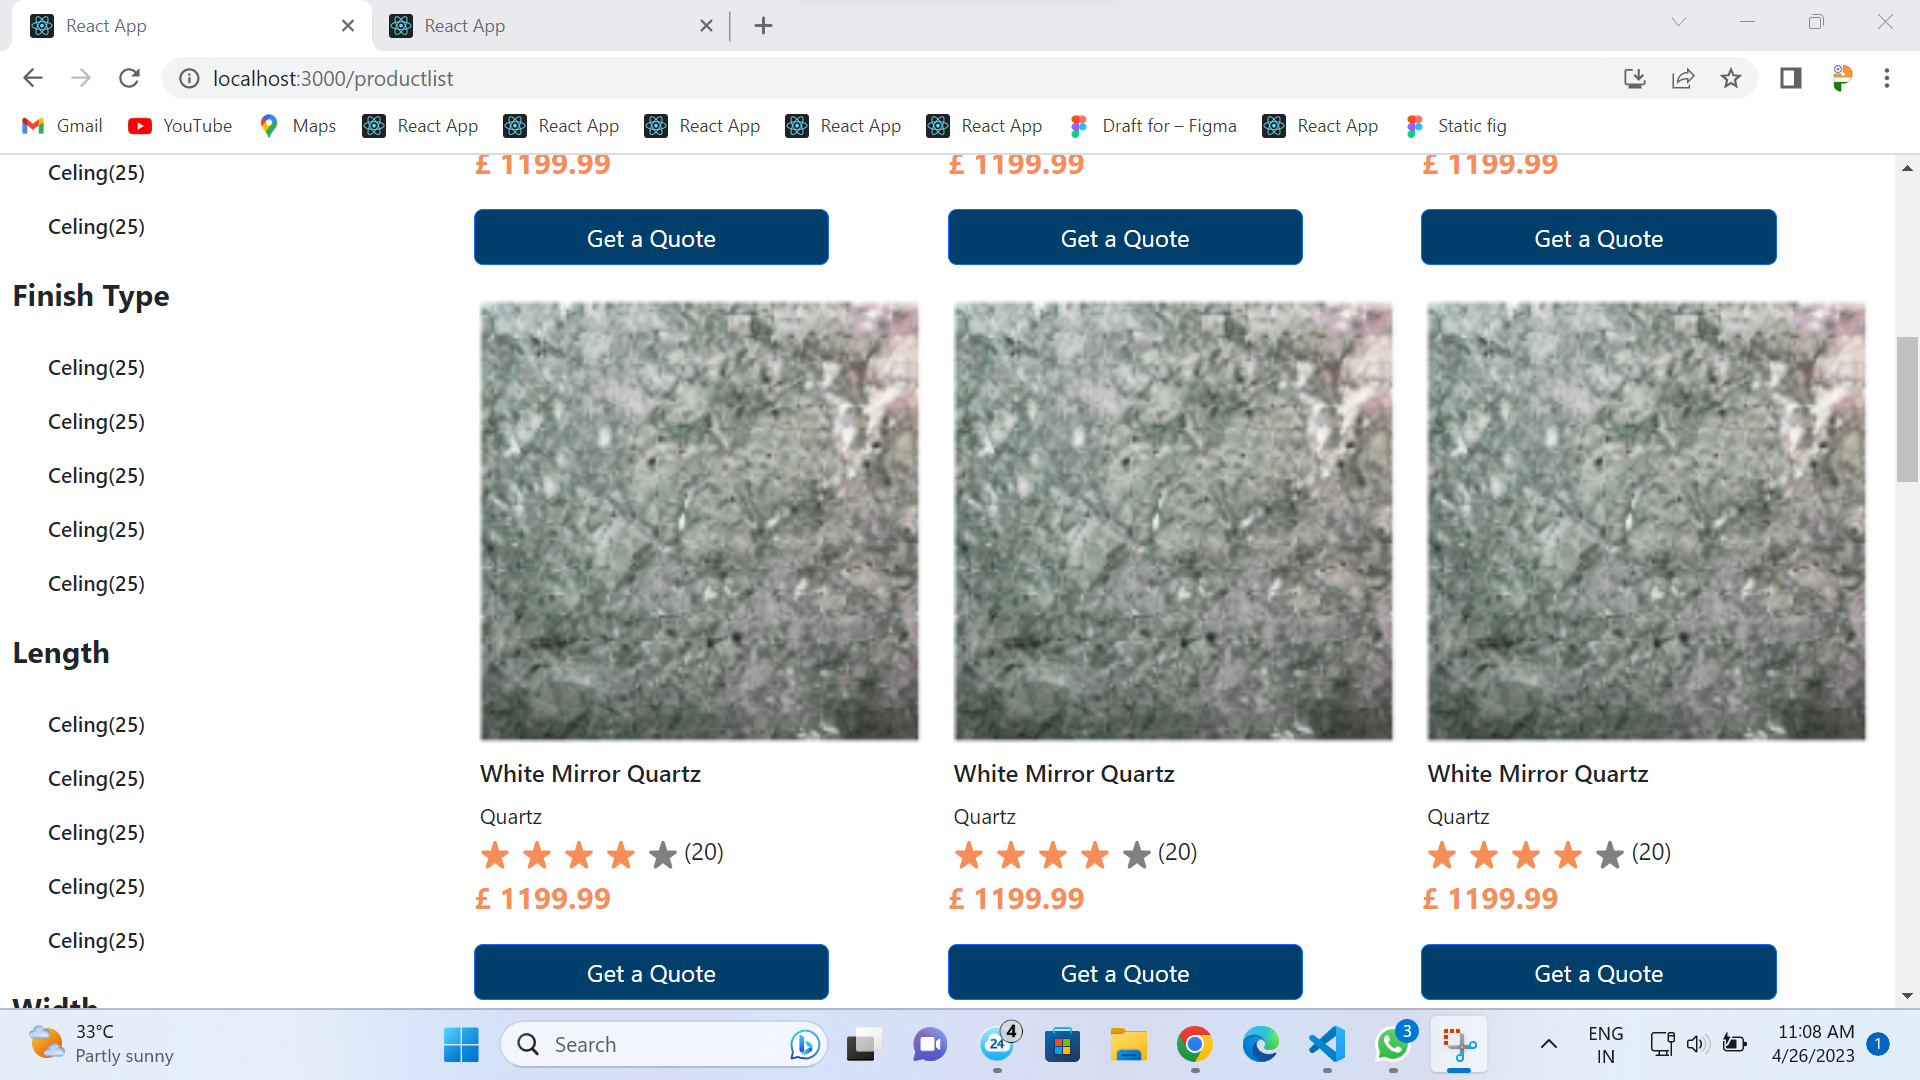 React App
React App
localhost:3000/productlist
Gmail
YouTube
Maps
React App
React App
React App
React App
React App
Draft for – Figma
React App
Static fig
Celing(25)
Celing(25)
Finish Type
Celing(25)
Celing(25)
Celing(25)
Celing(25)
Celing(25)
Length
Celing(25)
Celing(25)
Celing(25)
Celing(25)
Celing(25)
Width
£ 1199.99
£ 1199.99
£ 1199.99
Get a Quote
Get a Quote
Get a Quote
White Mirror Quartz
Quartz
(20)
£ 1199.99
Get a Quote
White Mirror Quartz
Quartz
(20)
£ 1199.99
Get a Quote
White Mirror Quartz
Quartz
(20)
£ 1199.99
Get a Quote
33°C
Partly sunny
Search
24
4
3
ENG
IN
11:08 AM
4/26/2023
1